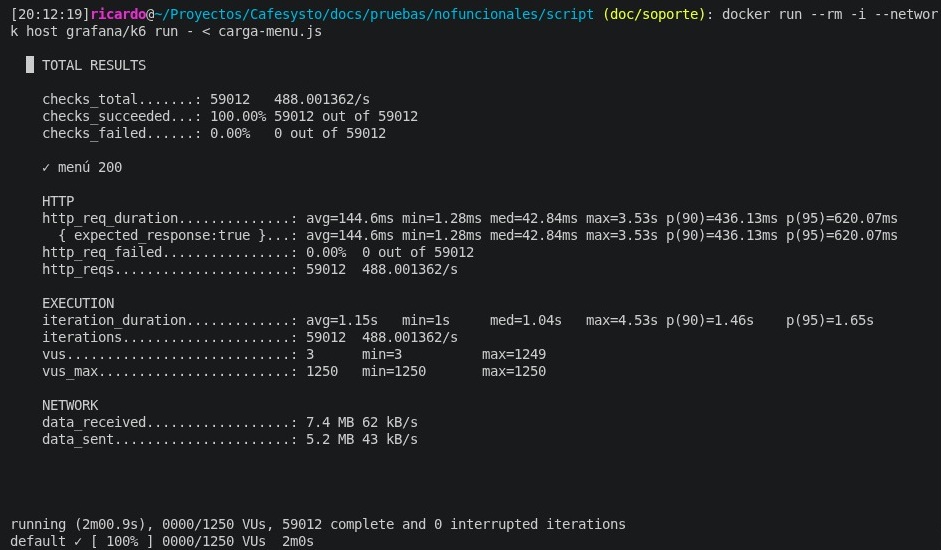 [20:12:19]ricardo@~/Proyectos/Cafesysto/docs/pruebas/nofuncionales/script (doc/soporte): docker run --rm -i --networ
k host grafana/k6 run - < carga-menu.js
TOTAL RESULTS
checks_total.......: 59012   488.001362/s
checks_succeeded...: 100.00% 59012 out of 59012
checks_failed......: 0.00%   0 out of 59012
✓ menú 200
HTTP
http_req_duration..............: avg=144.6ms min=1.28ms med=42.84ms max=3.53s p(90)=436.13ms p(95)=620.07ms
{ expected_response:true }...: avg=144.6ms min=1.28ms med=42.84ms max=3.53s p(90)=436.13ms p(95)=620.07ms
http_req_failed................: 0.00%  0 out of 59012
http_reqs......................: 59012  488.001362/s
EXECUTION
iteration_duration.............: avg=1.15s   min=1s     med=1.04s   max=4.53s p(90)=1.46s    p(95)=1.65s
iterations.....................: 59012  488.001362/s
vus............................: 3      min=3           max=1249
vus_max........................: 1250   min=1250        max=1250
NETWORK
data_received..................: 7.4 MB 62 kB/s
data_sent......................: 5.2 MB 43 kB/s
running (2m00.9s), 0000/1250 VUs, 59012 complete and 0 interrupted iterations
default ✓ [ 100% ] 0000/1250 VUs  2m0s